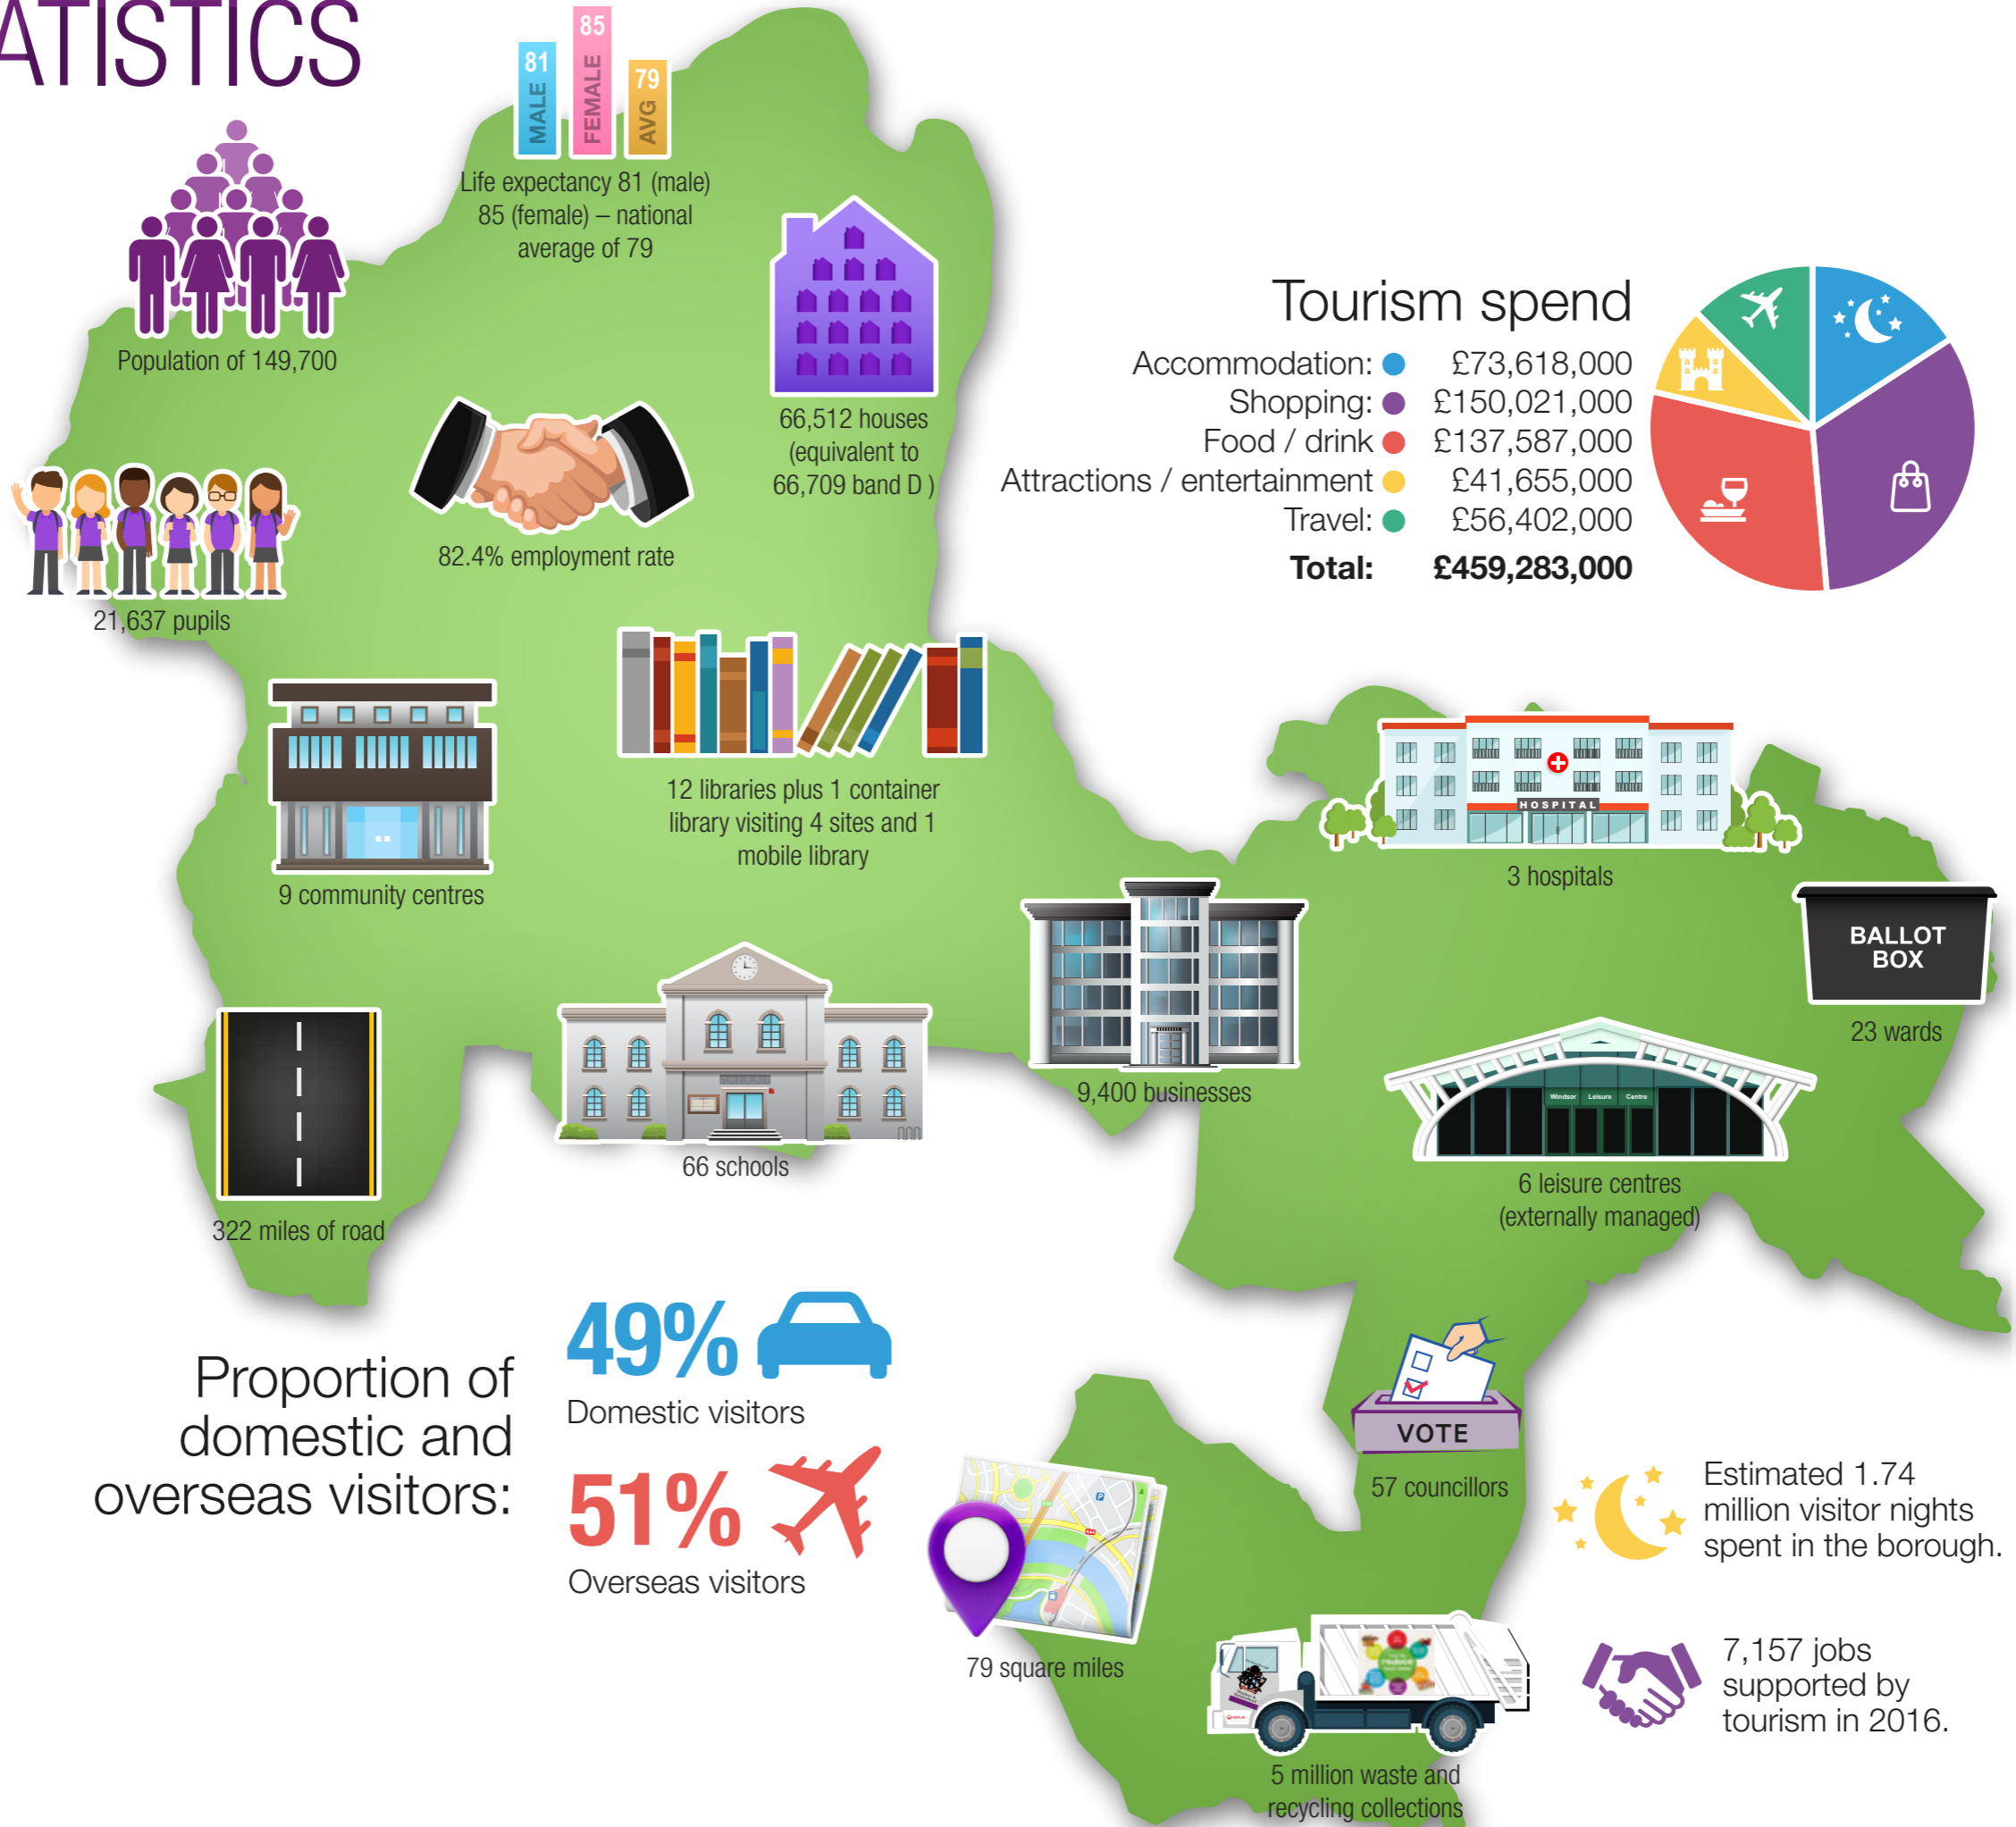 ATISTICS
81
MALE
85
FEMALE
79
AVG
Life expectancy 81 (male)
85 (female) – national
average of 79
Population of 149,700
66,512 houses
(equivalent to
66,709 band D )
82.4% employment rate
21,637 pupils
Tourism spend
Accommodation: £73,618,000
Shopping: £150,021,000
Food / drink £137,587,000
Attractions / entertainment £41,655,000
Travel: £56,402,000
Total: £459,283,000
12 libraries plus 1 container
library visiting 4 sites and 1
mobile library
9 community centres
HOSPITAL
3 hospitals
BALLOT
BOX
23 wards
9,400 businesses
SCHOOL
66 schools
Windsor Leisure Centre
6 leisure centres
(externally managed)
322 miles of road
Proportion of
domestic and
overseas visitors:
49%
Domestic visitors
51%
Overseas visitors
VOTE
57 councillors
Estimated 1.74
million visitor nights
spent in the borough.
P
79 square miles
reduce
7,157 jobs
supported by
tourism in 2016.
5 million waste and
recycling collections